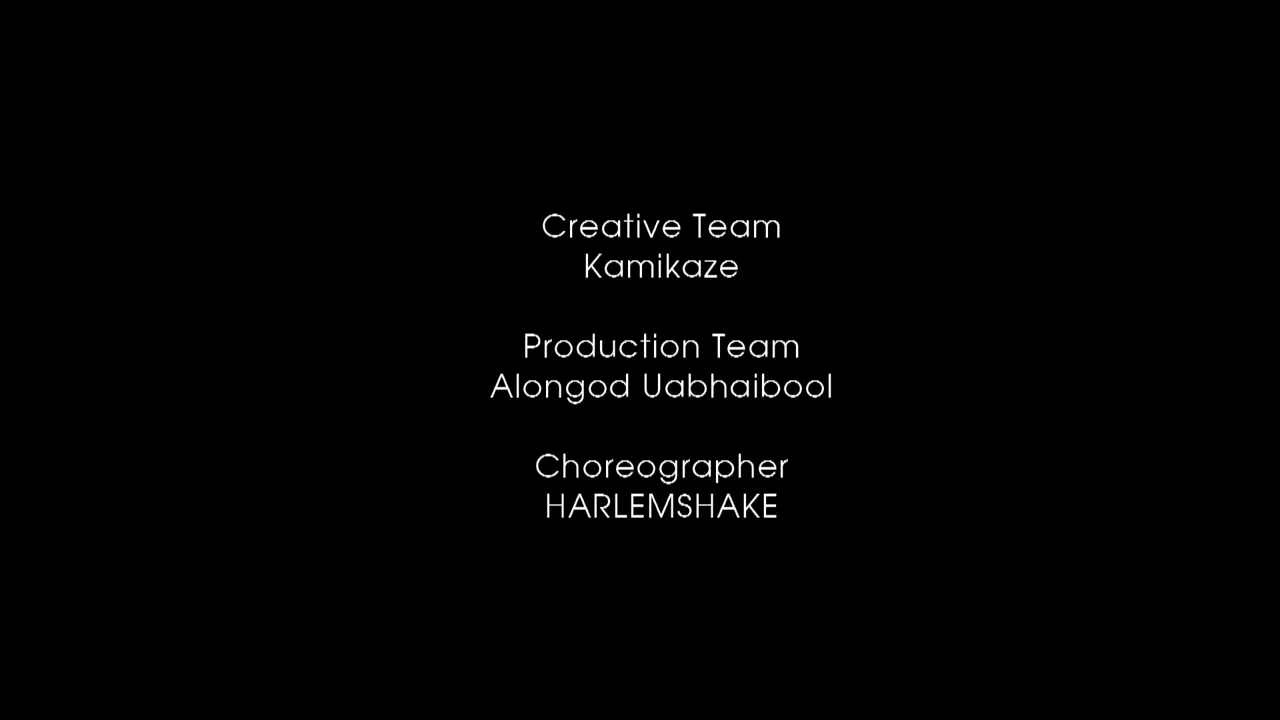 Creative Team
Kamikaze
Production Team
Alongod Uabhaibool
Choreographer
HARLEMSHAKE